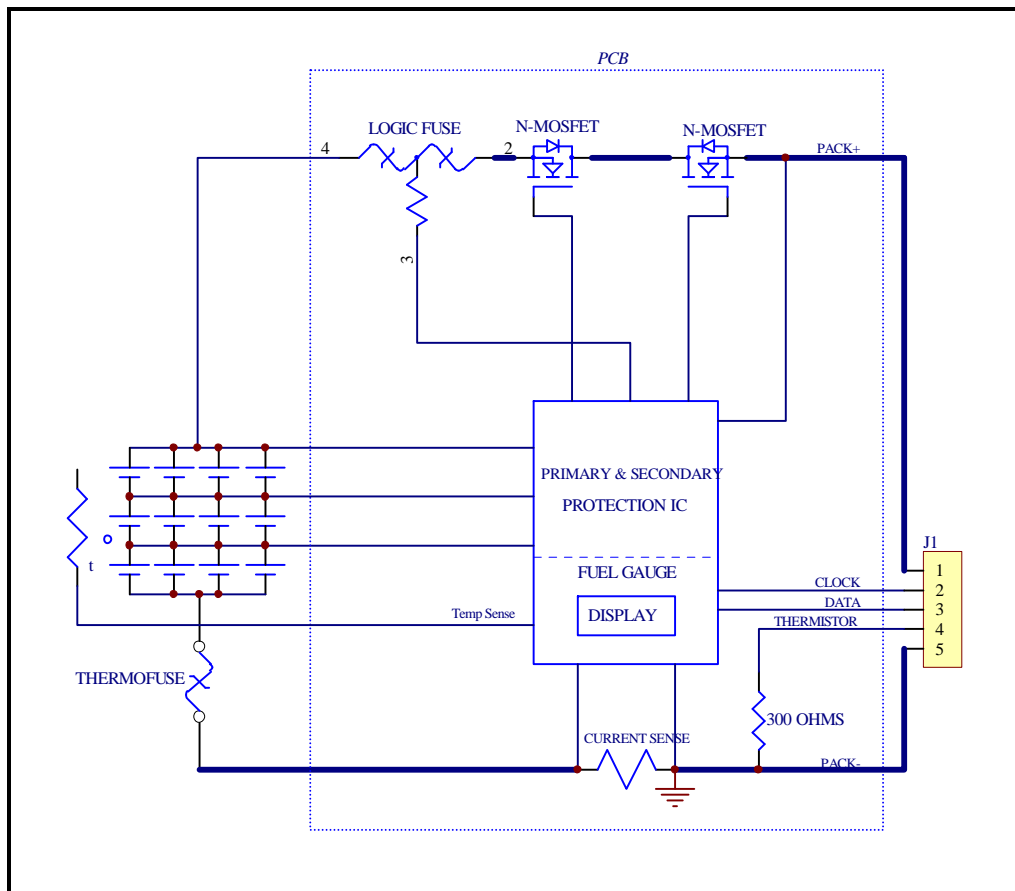 PCB
LOGIC FUSE
N-MOSFET
N-MOSFET
4
2
PACK+
3
PRIMARY & SECONDARY
PROTECTION IC
J1
t
o
FUEL GAUGE
1
CLOCK
2
DATA
3
Temp Sense
DISPLAY
THERMISTOR
4
5
THERMOFUSE
300 OHMS
CURRENT SENSE
PACK-